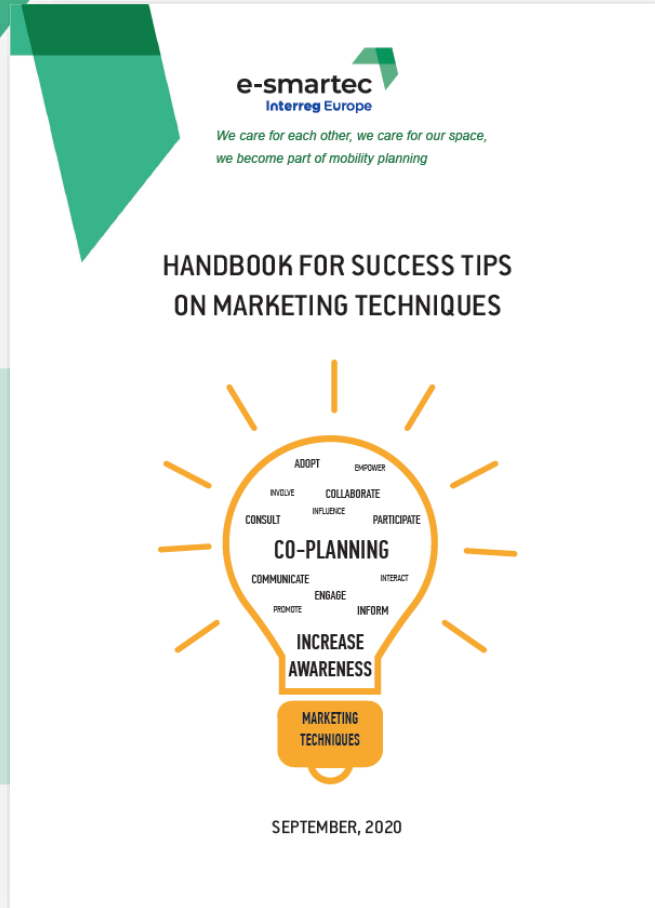 e-smartec
Interreg Europe
We care for each other, we care for our space,
we become part of mobility planning
HANDBOOK FOR SUCCESS TIPS
ON MARKETING TECHNIQUES
ADOPT
EMPOWER
INVOLVE
COLLABORATE
INFLUENCE
CONSULT
PARTICIPATE
CO-PLANNING
COMMUNICATE
INTERACT
ENGAGE
PROMOTE
INFORM
INCREASE
AWARENESS
MARKETING
TECHNIQUES
SEPTEMBER, 2020